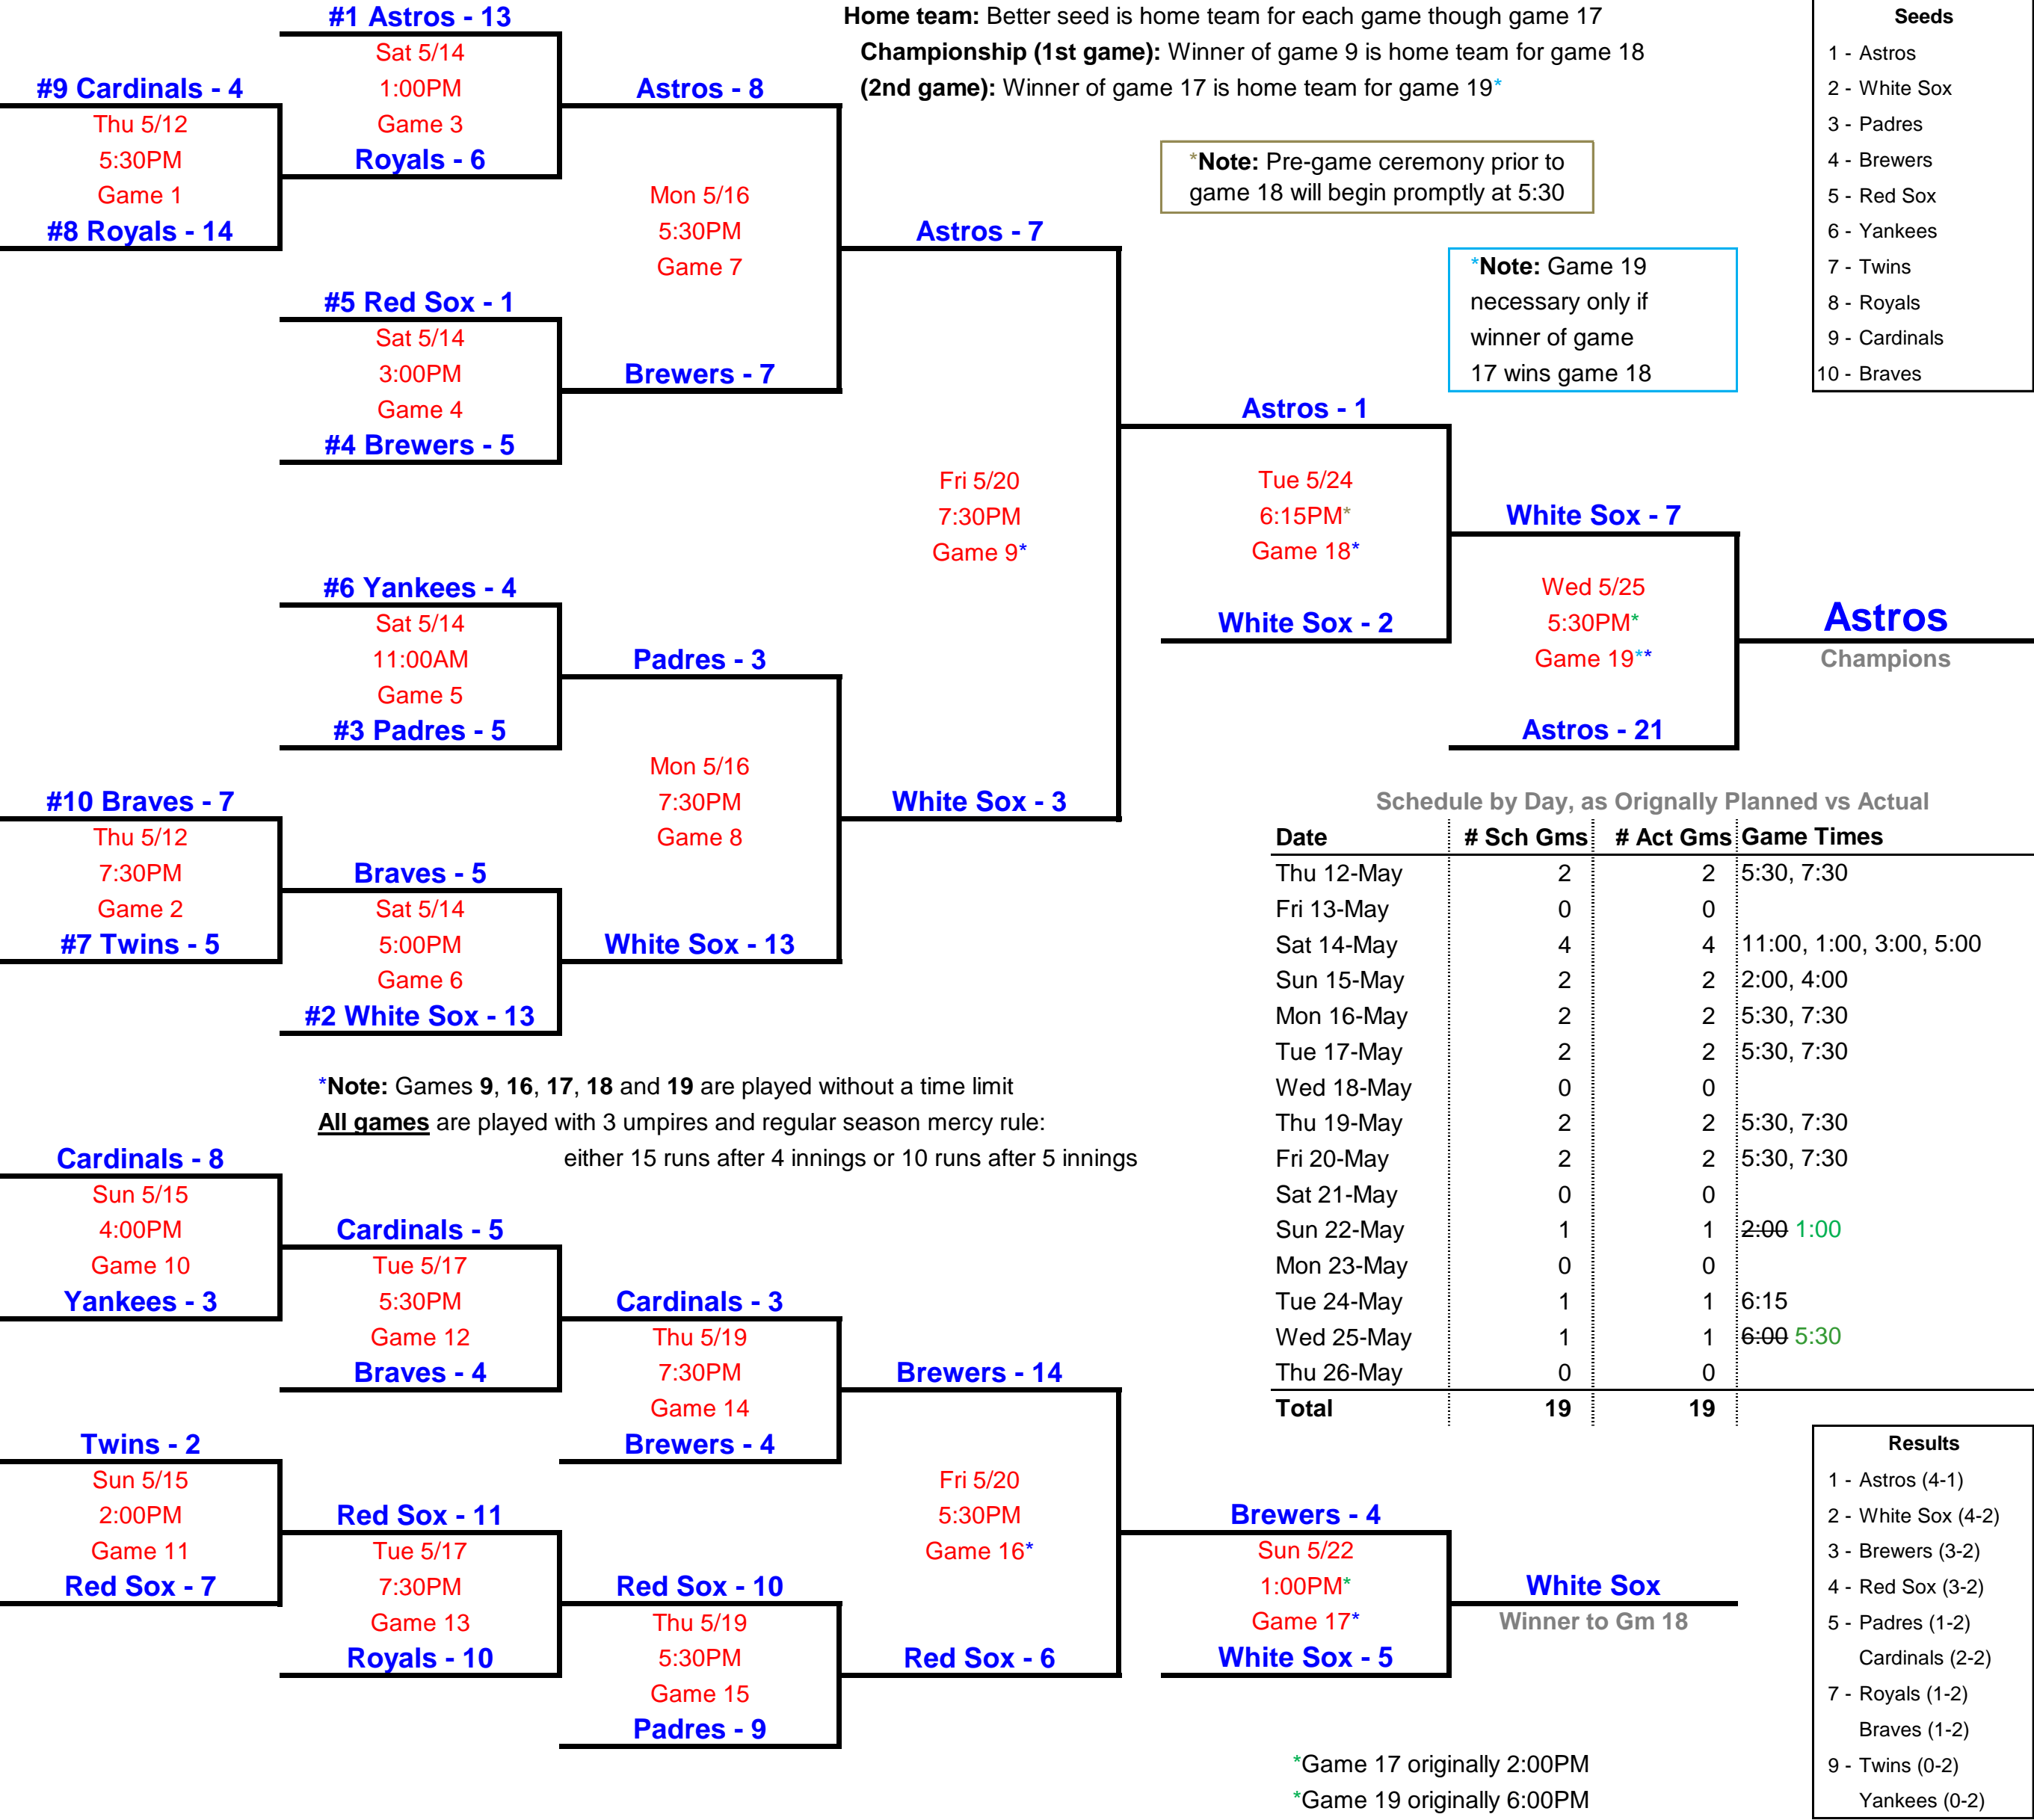 #1 Astros - 13
Sat 5/14
1:00PM
Game 3
Royals - 6
#9 Cardinals - 4
Thu 5/12
5:30PM
Game 1
#8 Royals - 14
Astros - 8
Mon 5/16
5:30PM
Game 7
Brewers - 7
#5 Red Sox - 1
Sat 5/14
3:00PM
Game 4
#4 Brewers - 5
Home team: Better seed is home team for each game though game 17
Championship (1st game): Winner of game 9 is home team for game 18
(2nd game): Winner of game 17 is home team for game 19*
*Note: Pre-game ceremony prior to
game 18 will begin promptly at 5:30
*Note: Game 19
necessary only if
winner of game
17 wins game 18
Seeds
1 - Astros
2 - White Sox
3 - Padres
4 - Brewers
5 - Red Sox
6 - Yankees
7 - Twins
8 - Royals
9 - Cardinals
10 - Braves
Astros - 7
Fri 5/20
7:30PM
Game 9*
White Sox - 3
Astros - 1
Tue 5/24
6:15PM*
Game 18*
White Sox - 2
White Sox - 7
Wed 5/25
5:30PM*
Game 19**
Astros - 21
Astros
Champions
#6 Yankees - 4
Sat 5/14
11:00AM
Game 5
#3 Padres - 5
Padres - 3
Mon 5/16
7:30PM
Game 8
White Sox - 13
#10 Braves - 7
Thu 5/12
7:30PM
Game 2
#7 Twins - 5
Braves - 5
Sat 5/14
5:00PM
Game 6
#2 White Sox - 13
Schedule by Day, as Orignally Planned vs Actual
Date # Sch Gms # Act Gms Game Times
Thu 12-May 2 2 5:30, 7:30
Fri 13-May 0 0
Sat 14-May 4 4 11:00, 1:00, 3:00, 5:00
Sun 15-May 2 2 2:00, 4:00
Mon 16-May 2 2 5:30, 7:30
Tue 17-May 2 2 5:30, 7:30
Wed 18-May 0 0
Thu 19-May 2 2 5:30, 7:30
Fri 20-May 2 2 5:30, 7:30
Sat 21-May 0 0
Sun 22-May 1 1 2:00 1:00
Mon 23-May 0 0
Tue 24-May 1 1 6:15
Wed 25-May 1 1 6:00 5:30
Thu 26-May 0 0
Total 19 19
*Note: Games 9, 16, 17, 18 and 19 are played without a time limit
All games are played with 3 umpires and regular season mercy rule:
either 15 runs after 4 innings or 10 runs after 5 innings
Cardinals - 8
Sun 5/15
4:00PM
Game 10
Yankees - 3
Cardinals - 5
Tue 5/17
5:30PM
Game 12
Braves - 4
Cardinals - 3
Thu 5/19
7:30PM
Game 14
Brewers - 4
Twins - 2
Sun 5/15
2:00PM
Game 11
Red Sox - 7
Red Sox - 11
Tue 5/17
7:30PM
Game 13
Royals - 10
Red Sox - 10
Thu 5/19
5:30PM
Game 15
Padres - 9
Brewers - 14
Fri 5/20
5:30PM
Game 16*
Red Sox - 6
Brewers - 4
Sun 5/22
1:00PM*
Game 17*
White Sox - 5
White Sox
Winner to Gm 18
*Game 17 originally 2:00PM
*Game 19 originally 6:00PM
Results
1 - Astros (4-1)
2 - White Sox (4-2)
3 - Brewers (3-2)
4 - Red Sox (3-2)
5 - Padres (1-2)
Cardinals (2-2)
7 - Royals (1-2)
Braves (1-2)
9 - Twins (0-2)
Yankees (0-2)